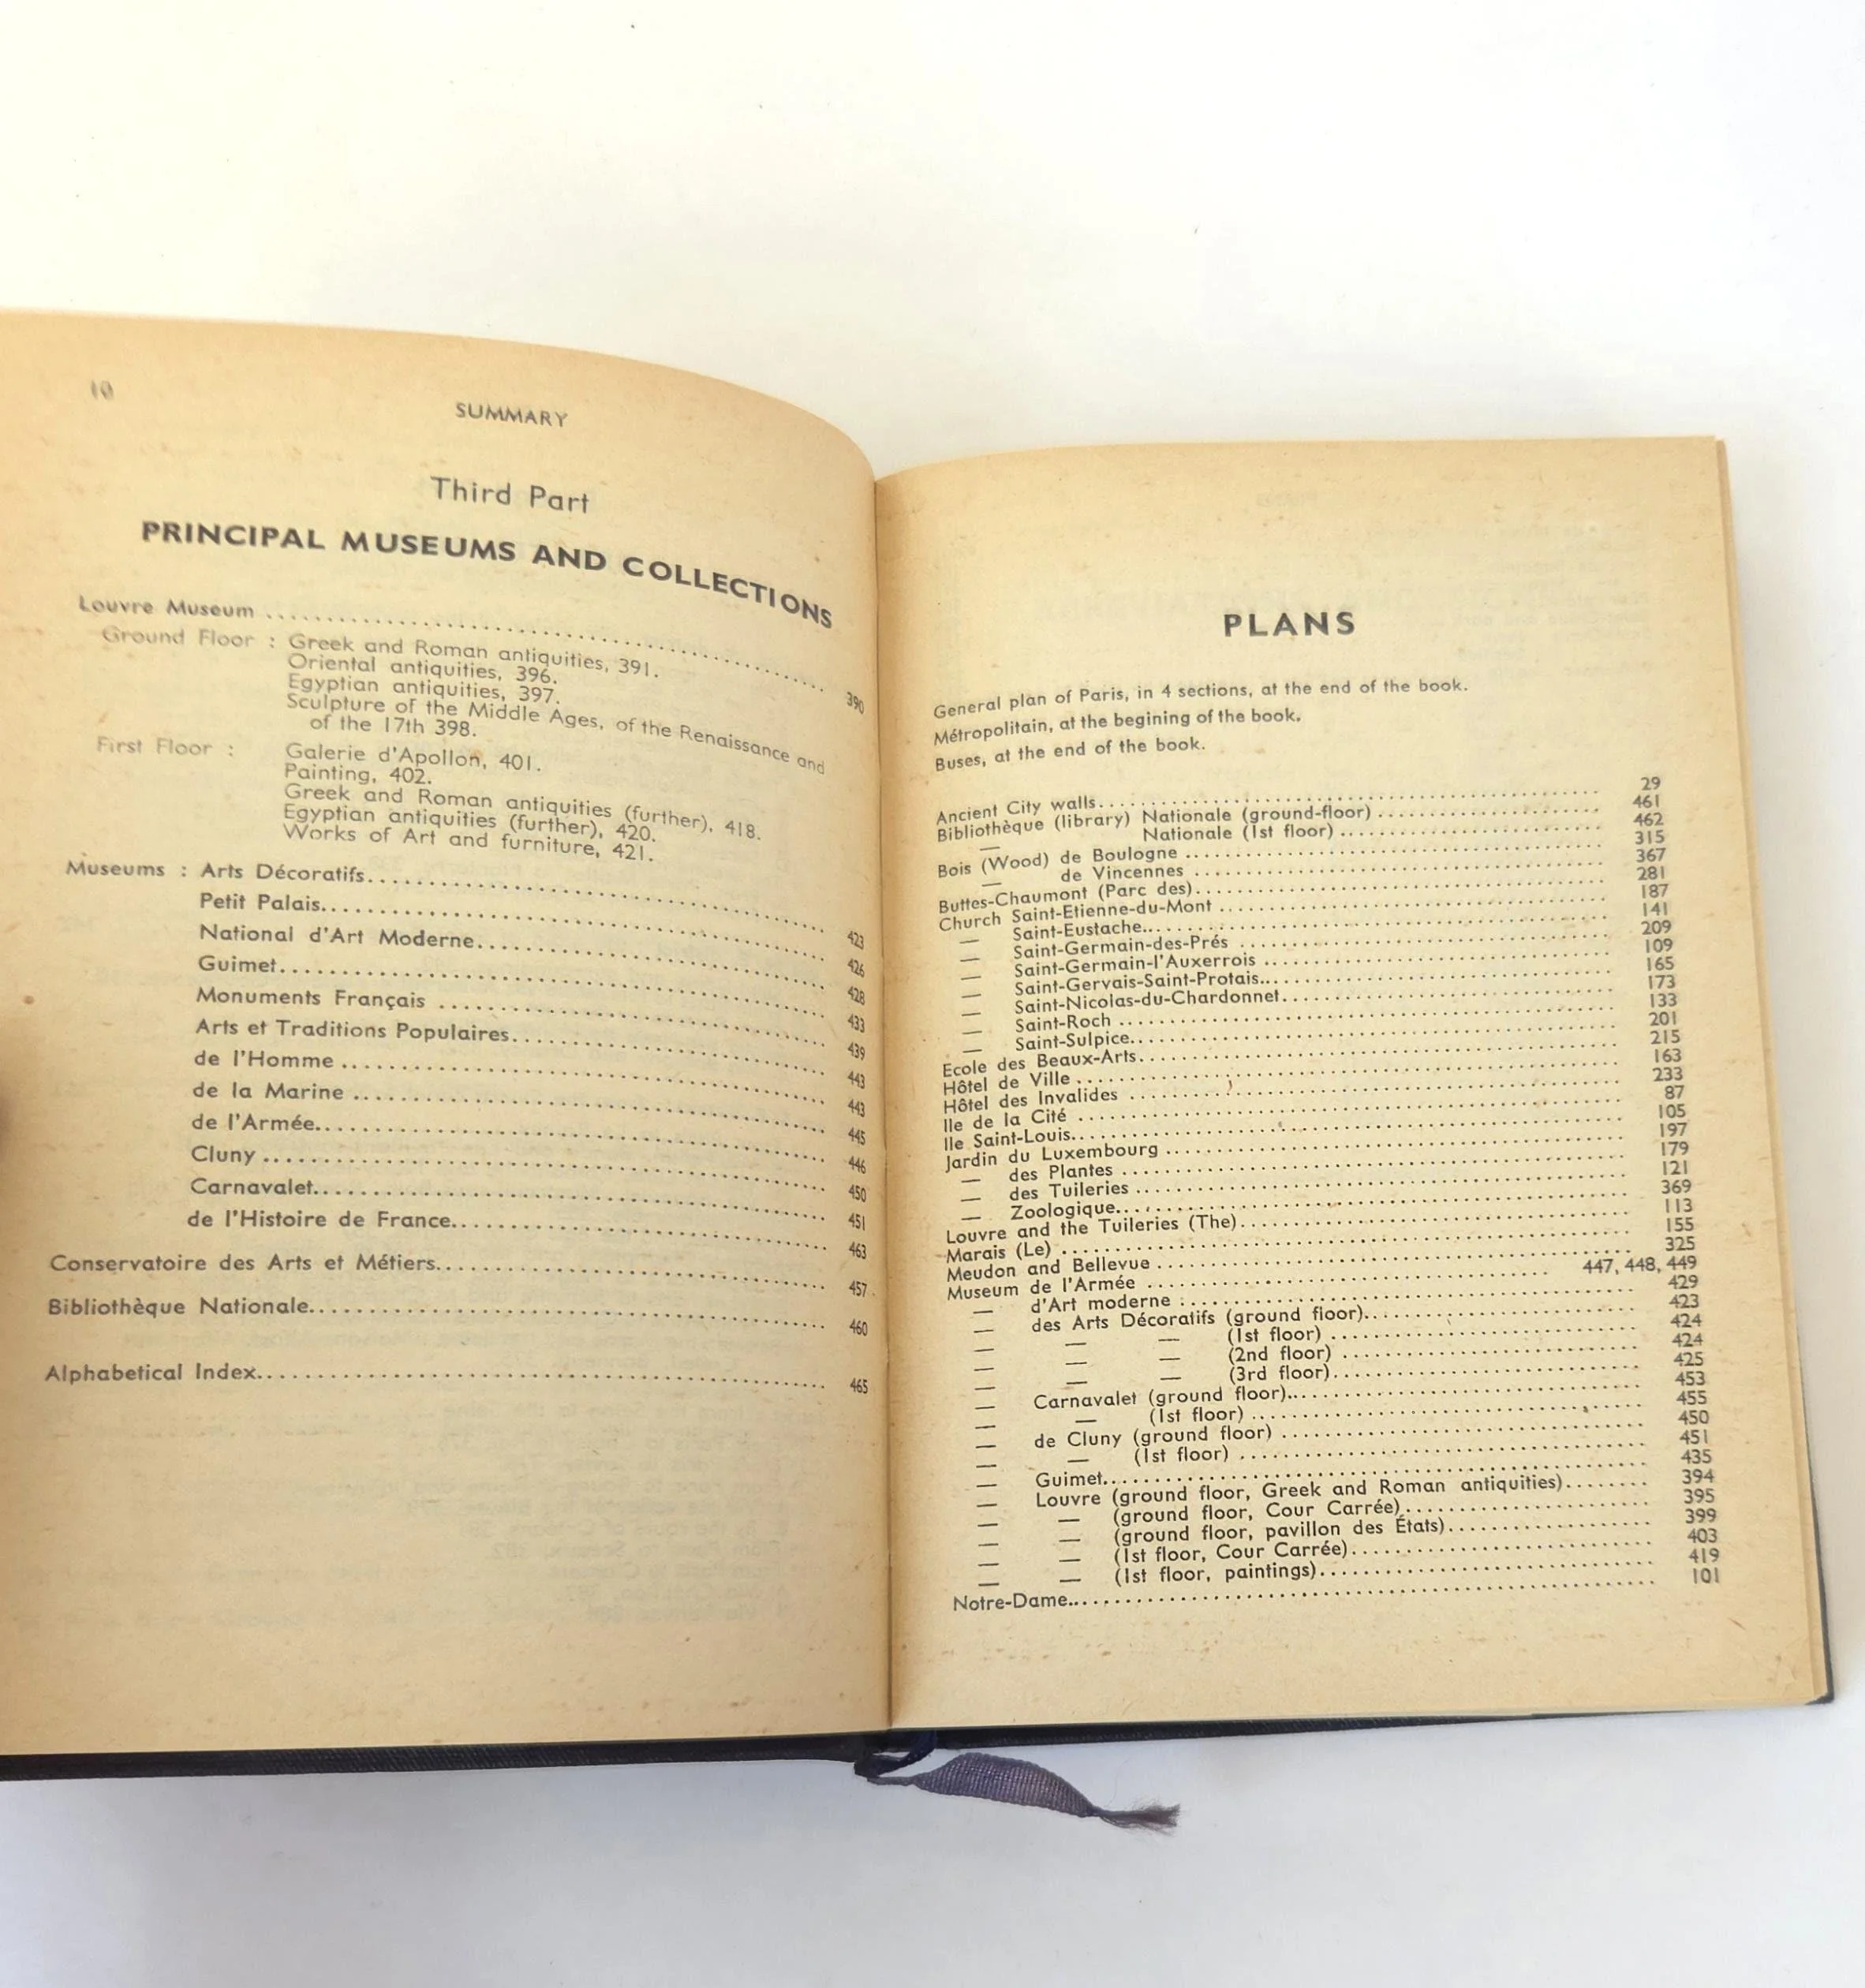 10
SUMMARY
Third Part
PRINCIPAL MUSEUMS AND COLLECTIONS
Louvre Museum ........ 390
Ground Floor : Greek and Roman antiquities, 391.
Oriental antiquities, 396.
Egyptian antiquities, 397.
Sculpture of the Middle Ages, of the Renaissance and
of the 17th 398.
First Floor : Galerie d'Apollon, 401.
Painting, 402.
Greek and Roman antiquities (further), 418.
Egyptian antiquities (further), 420.
Works of Art and furniture, 421.
Museums : Arts Décoratifs........ 423
Petit Palais........ 426
National d'Art Moderne........ 428
Guimet........ 433
Monuments Français ........ 439
Arts et Traditions Populaires........ 443
de l'Homme ........ 443
de la Marine ........ 445
de l'Armée........ 446
Cluny ........ 450
Carnavalet........ 451
de l'Histoire de France........ 463
Conservatoire des Arts et Métiers........ 457
Bibliothèque Nationale........ 460
Alphabetical Index........ 465
PLANS
General plan of Paris, in 4 sections, at the end of the book.
Métropolitain, at the begining of the book.
Buses, at the end of the book.
Ancient City walls........ 29
Bibliothèque (library) Nationale (ground-floor) ........ 461
— Nationale (1st floor) ........ 462
Bois (Wood) de Boulogne ........ 315
— de Vincennes ........ 367
Buttes-Chaumont (Parc des)........ 281
Church Saint-Etienne-du-Mont ........ 187
— Saint-Eustache........ 141
— Saint-Germain-des-Prés ........ 209
— Saint-Germain-l'Auxerrois ........ 109
— Saint-Gervais-Saint-Protais........ 165
— Saint-Nicolas-du-Chardonnet........ 173
— Saint-Roch ........ 133
— Saint-Sulpice........ 201
Ecole des Beaux-Arts........ 215
Hôtel de Ville ........ 163
Hôtel des Invalides ........ 233
Ile de la Cité ........ 87
Ile Saint-Louis........ 105
Jardin du Luxembourg ........ 197
— des Plantes ........ 179
— des Tuileries ........ 121
— Zoologique........ 369
Louvre and the Tuileries (The)........ 113
Marais (Le) ........ 155
Meudon and Bellevue ........ 325
Museum de l'Armée ........ 447, 448, 449
— d'Art moderne ........ 429
— des Arts Décoratifs (ground floor)........ 423
— — — (1st floor) ........ 424
— — — (2nd floor) ........ 424
— — — (3rd floor)........ 425
— Carnavalet (ground floor)........ 453
— — (1st floor) ........ 455
— de Cluny (ground floor) ........ 450
— — (1st floor) ........ 451
— Guimet........ 435
— Louvre (ground floor, Greek and Roman antiquities)........ 394
— — (ground floor, Cour Carrée)........ 395
— — (ground floor, pavillon des États)........ 399
— — (1st floor, Cour Carrée)........ 403
— — (1st floor, paintings)........ 419
Notre-Dame........ 101